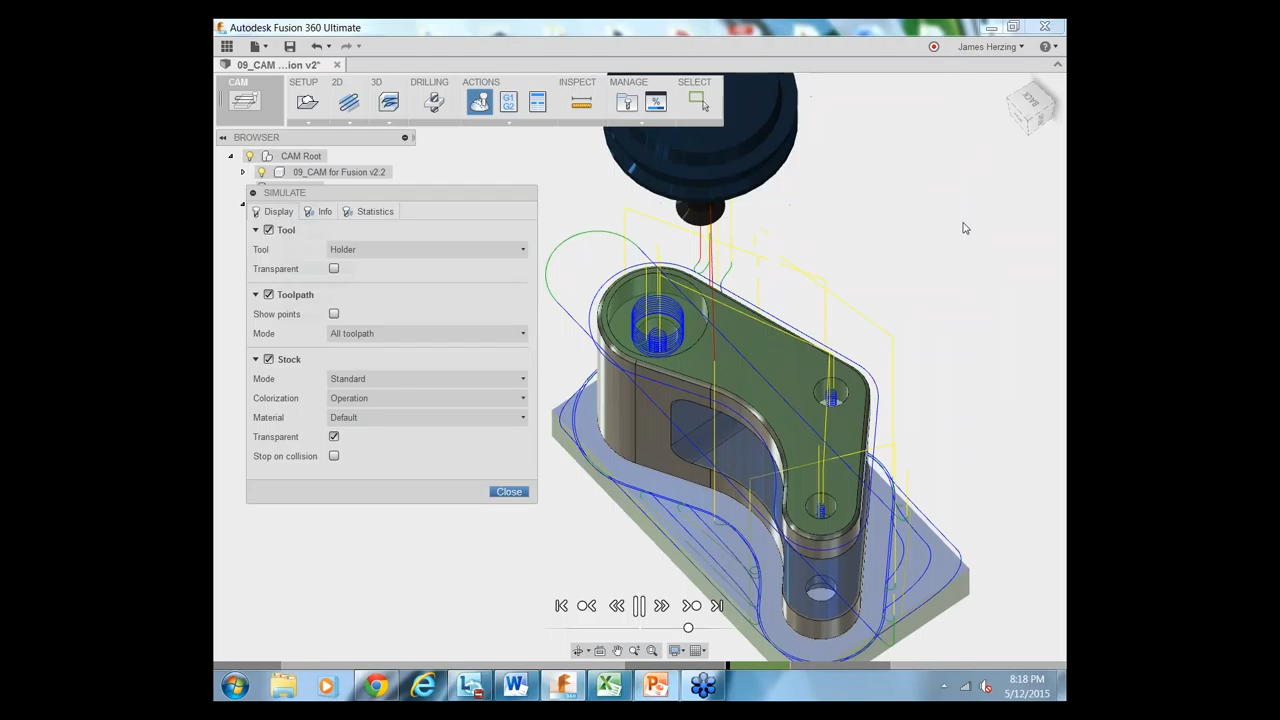 Autodesk Fusion 360 Ultimate
James Herzing
09_CAM ...ion v2*
CAM
SETUP
2D
3D
DRILLING
ACTIONS
INSPECT
MANAGE
SELECT
G1
G2
%
BACK
BROWSER
CAM Root
09_CAM for Fusion v2:2
SIMULATE
Display
Info
Statistics
Tool
Tool
Holder
Transparent
Toolpath
Show points
Mode
All toolpath
Stock
Mode
Standard
Colorization
Operation
Material
Default
Transparent
Stop on collision
Close
8:18 PM
5/12/2015